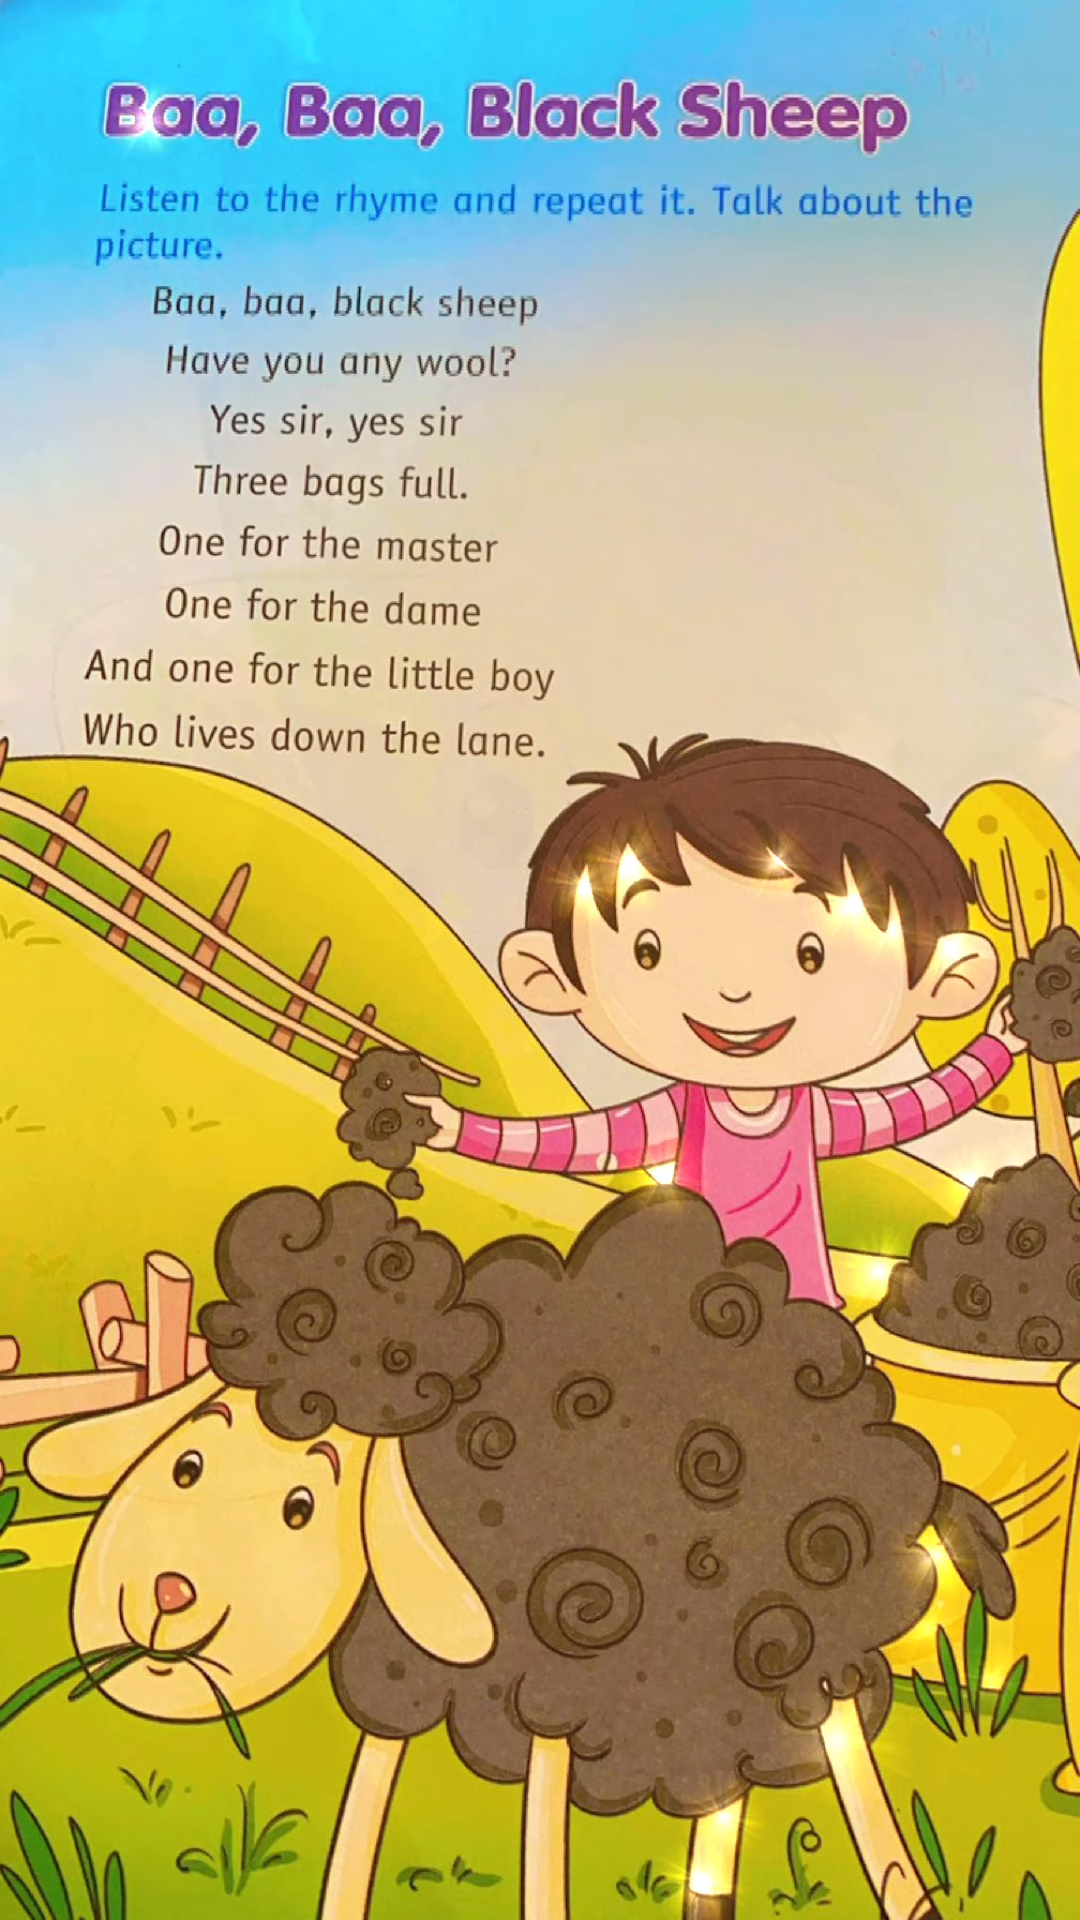 Baa, Baa, Black Sheep
Listen to the rhyme and repeat it. Talk about the
picture.
Baa, baa, black sheep
Have you any wool?
Yes sir, yes sir
Three bags full.
One for the master
One for the dame
And one for the little boy
Who lives down the lane.